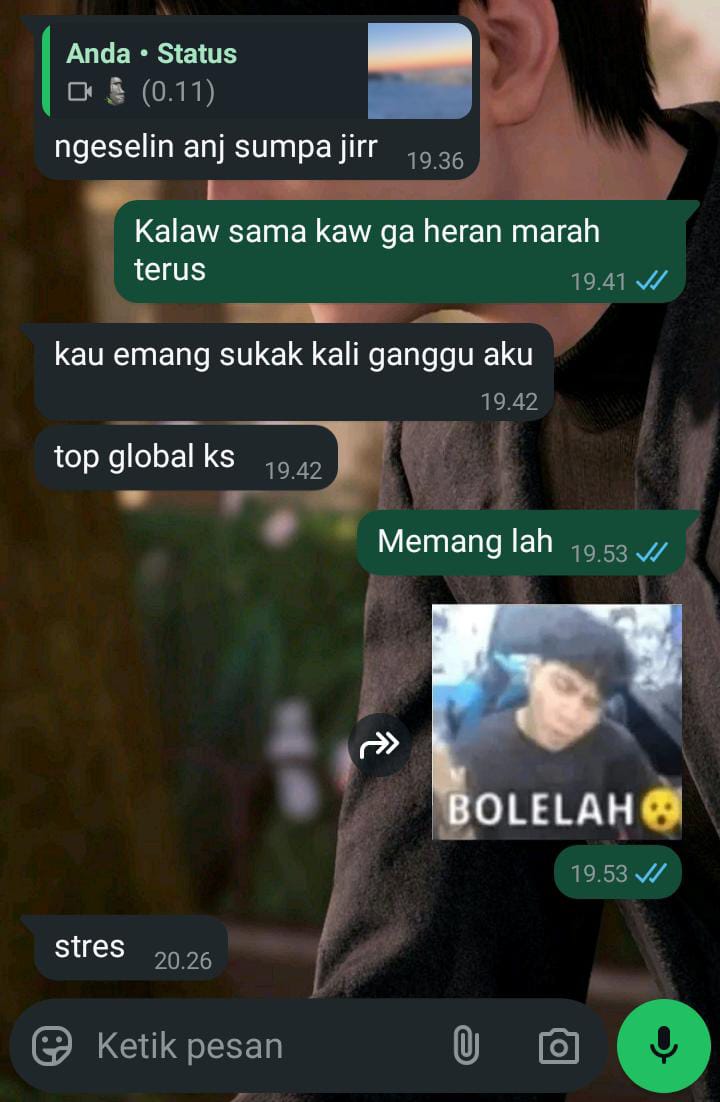 Anda • Status
🗿 (0.11)
ngeselin anj sumpa jirr 19.36
Kalaw sama kaw ga heran marah
terus 19.41
kau emang sukak kali ganggu aku
19.42
top global ks 19.42
Memang lah 19.53
BOLELAH😮
19.53
stres 20.26
Ketik pesan